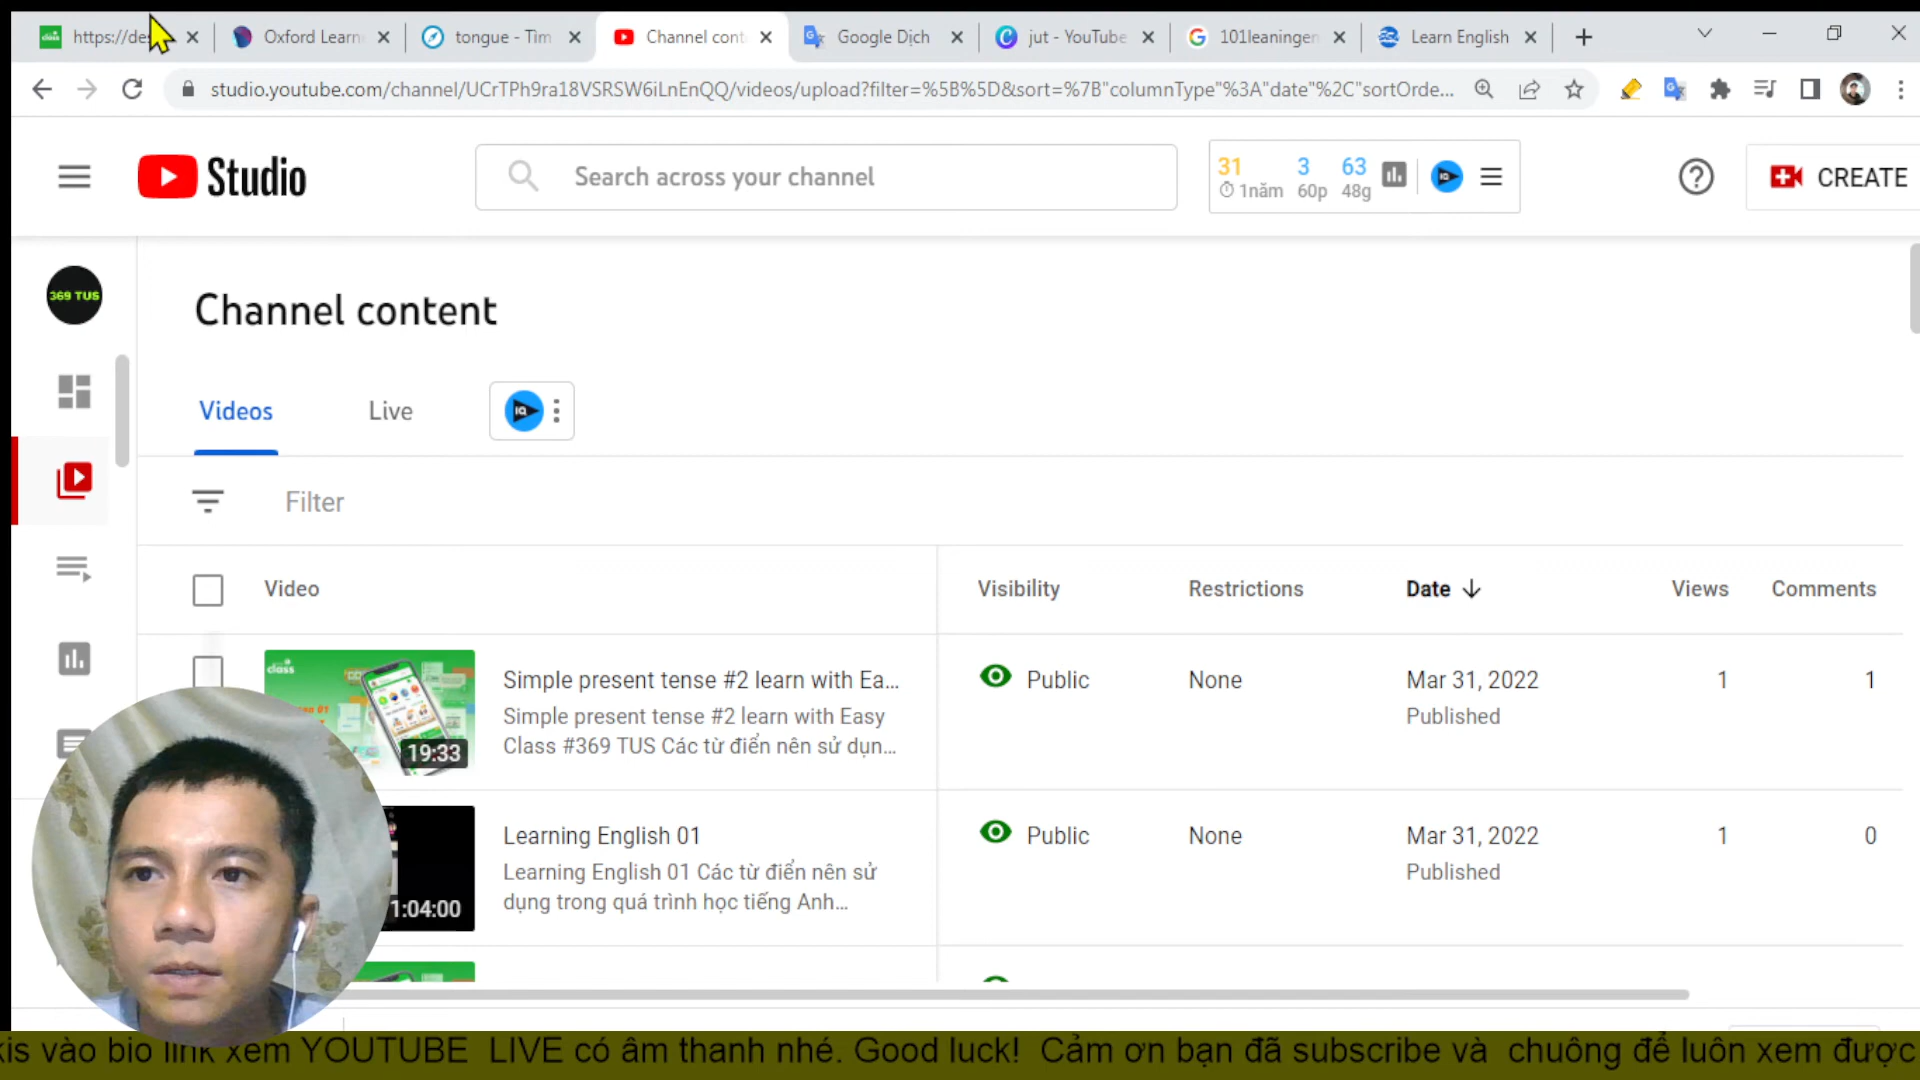 https://des
Oxford Learn
tongue - Tìm
Channel cont
Google Dịch
jut - YouTube
101leaningen
Learn English
studio.youtube.com/channel/UCrTPh9ra18VSRSW6iLnEnQQ/videos/upload?filter=%5B%5D&sort=%7B"columnType"%3A"date"%2C"sortOrde...
Studio
Search across your channel
31 3 63
1năm 60p 48g
CREATE
369 TUS
Channel content
Videos Live
Filter
Video Visibility Restrictions Date Views Comments
class
19:33
Simple present tense #2 learn with Ea...
Simple present tense #2 learn with Easy
Class #369 TUS Các từ điển nên sử dụn...
Public None Mar 31, 2022 1 1
Published
1:04:00
Learning English 01
Learning English 01 Các từ điển nên sử
dụng trong quá trình học tiếng Anh...
Public None Mar 31, 2022 1 0
Published
kis vào bio link xem YOUTUBE LIVE có âm thanh nhé. Good luck! Cảm ơn bạn đã subscribe và chuông để luôn xem được